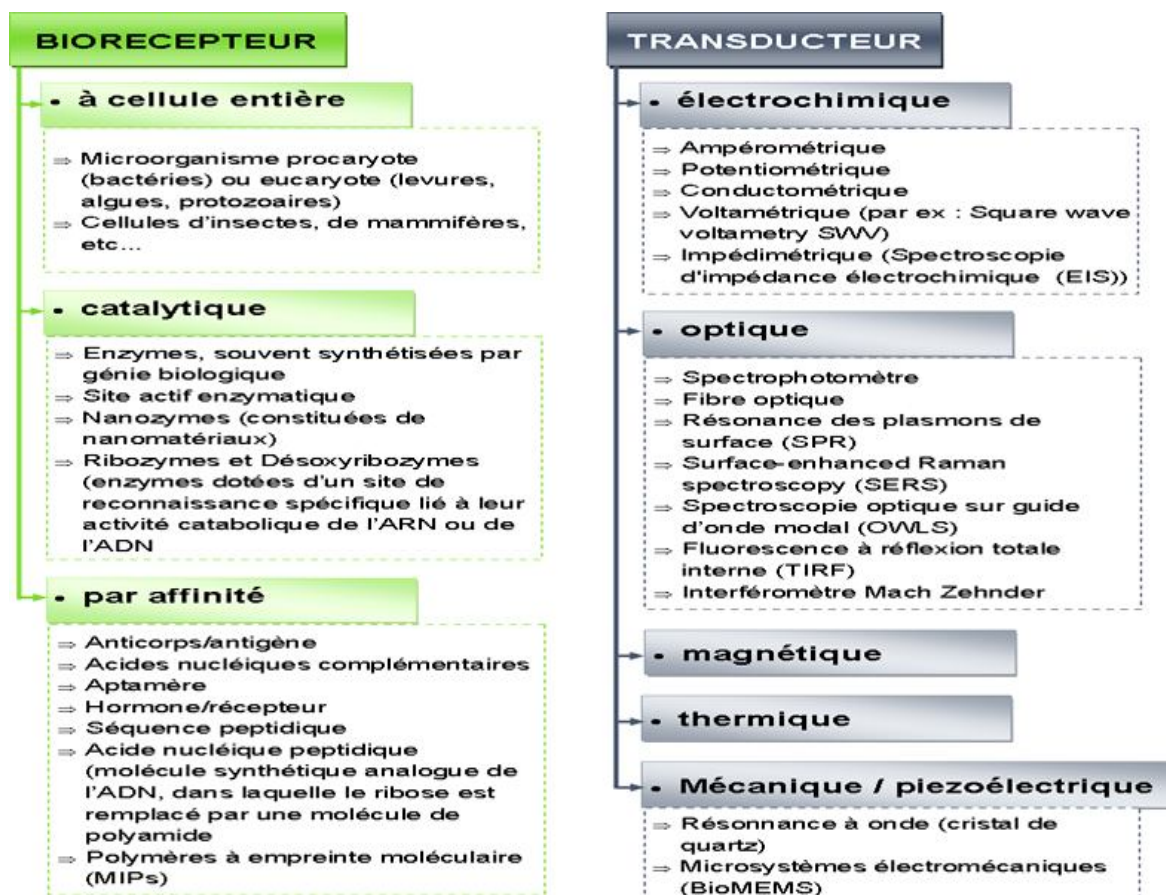 BIORECEPTEUR
• à cellule entière
⇒ Microorganisme procaryote
(bactéries) ou eucaryote (levures,
algues, protozoaires)
⇒ Cellules d'insectes, de mammifères,
etc...
• catalytique
⇒ Enzymes, souvent synthétisées par
génie biologique
⇒ Site actif enzymatique
⇒ Nanozymes (constituées de
nanomatériaux)
⇒ Ribozymes et Désoxyribozymes
(enzymes dotées d'un site de
reconnaissance spécifique lié à leur
activité catabolique de l'ARN ou de
l'ADN
• par affinité
⇒ Anticorps/antigène
⇒ Acides nucléiques complémentaires
⇒ Aptamère
⇒ Hormone/récepteur
⇒ Séquence peptidique
⇒ Acide nucléique peptidique
(molécule synthétique analogue de
l'ADN, dans laquelle le ribose est
remplacé par une molécule de
polyamide
⇒ Polymères à empreinte moléculaire
(MIPs)
TRANSDUCTEUR
• électrochimique
⇒ Ampérométrique
⇒ Potentiométrique
⇒ Conductométrique
⇒ Voltamétrique (par ex : Square wave
voltametry SWV)
⇒ Impédimétrique (Spectroscopie
d'impédance électrochimique (EIS))
• optique
⇒ Spectrophotomètre
⇒ Fibre optique
⇒ Résonance des plasmons de
surface (SPR)
⇒ Surface-enhanced Raman
spectroscopy (SERS)
⇒ Spectroscopie optique sur guide
d'onde modal (OWLS)
⇒ Fluorescence à réflexion totale
interne (TIRF)
⇒ Interféromètre Mach Zehnder
• magnétique
• thermique
• Mécanique / piezoélectrique
⇒ Résonnance à onde (cristal de
quartz)
⇒ Microsystèmes électromécaniques
(BioMEMS)